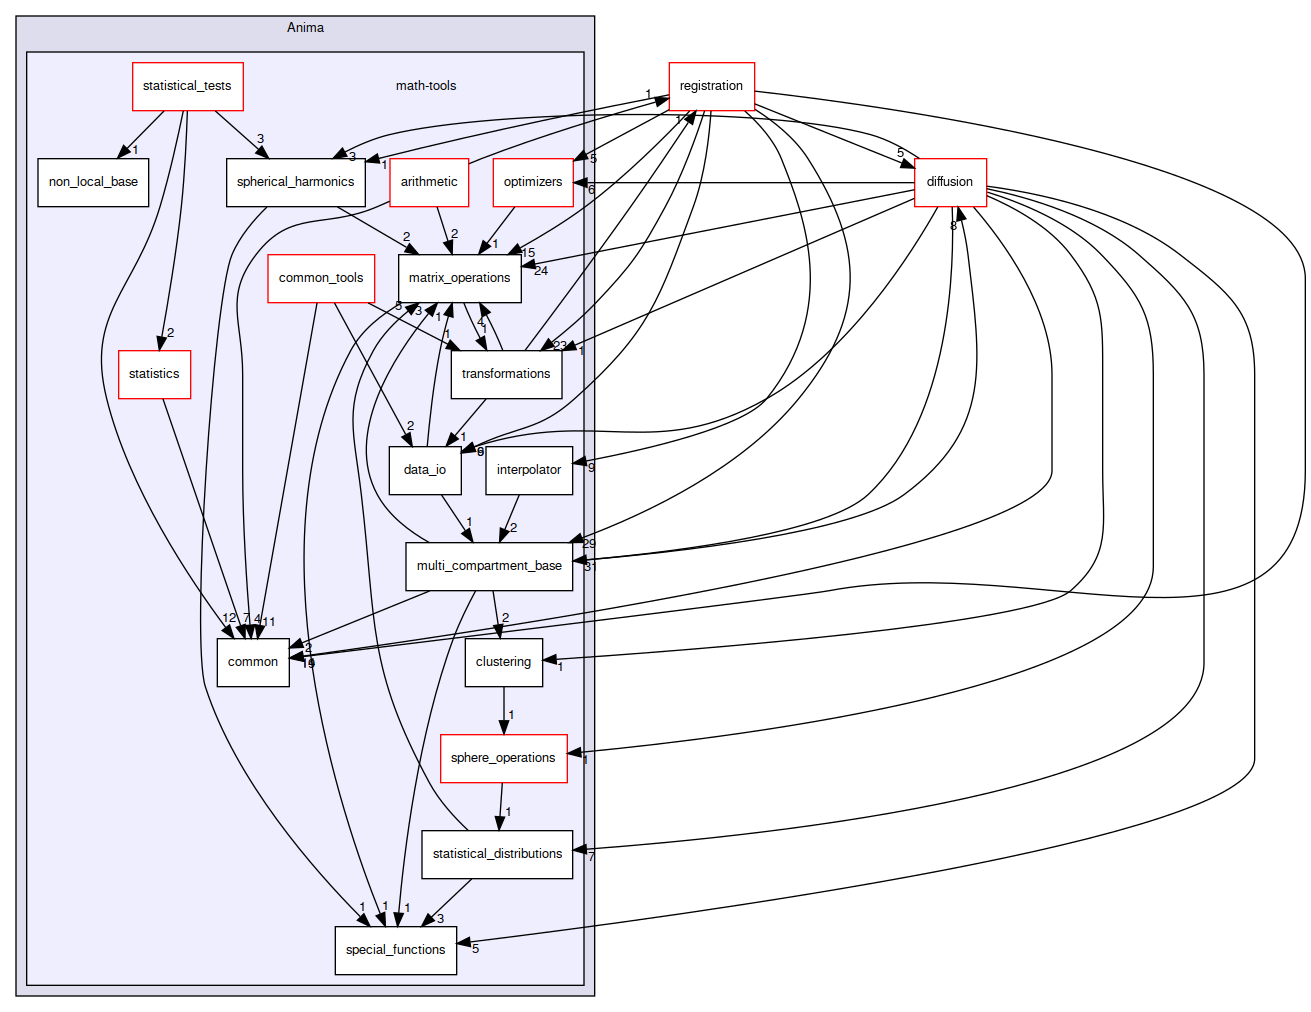 Anima
math-tools
statistical_tests
registration
1
1
3
1
5
3
1
5
non_local_base
spherical_harmonics
arithmetic
optimizers
6
diffusion
8
2
2
1
15
24
common_tools
matrix_operations
5
3
1
4
1
2
1
23
1
statistics
transformations
2
1
data_io
interpolator
9
1
2
29
multi_compartment_base
31
12
7
4
11
2
2
common
clustering
1
1
sphere_operations
1
1
statistical_distributions
7
1
1
1
3
special_functions
5